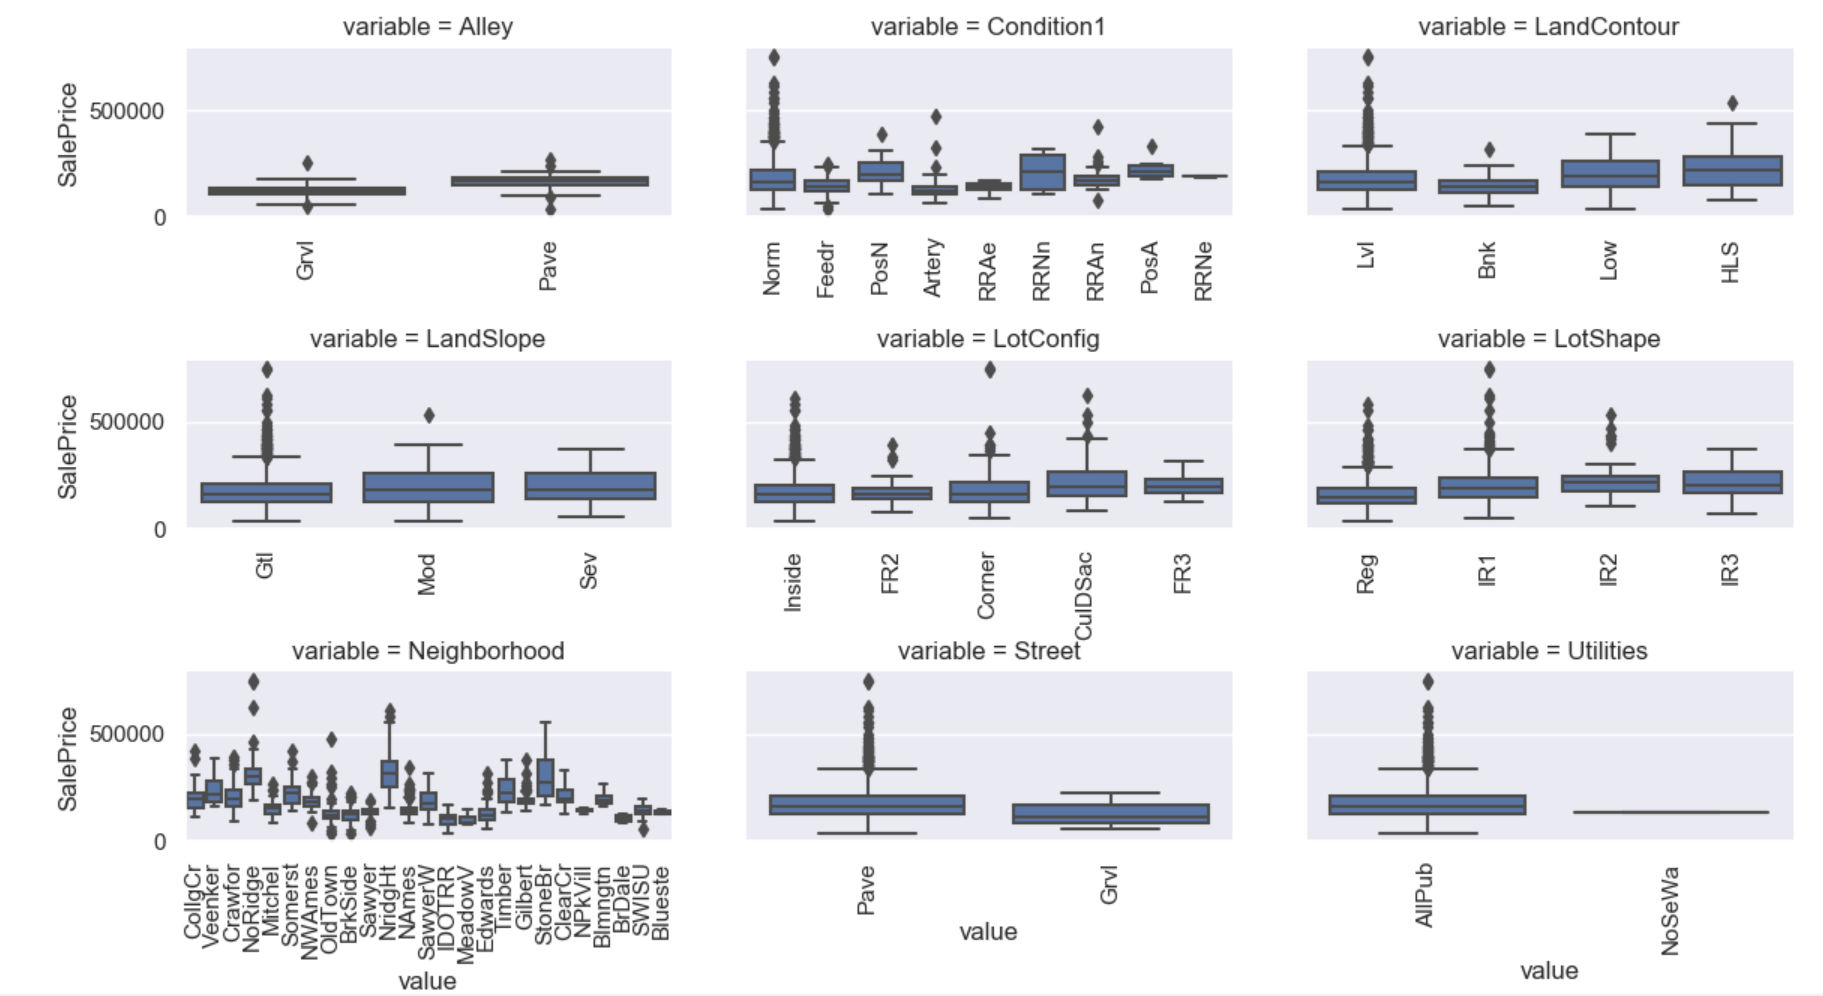 variable = Alley
variable = Condition1
variable = LandContour
SalePrice
500000
0
Grvl
Pave
Norm
Feedr
PosN
Artery
RRAe
RRNn
RRAn
PosA
RRNe
Lvl
Bnk
Low
HLS
variable = LandSlope
variable = LotConfig
variable = LotShape
SalePrice
500000
0
Gtl
Mod
Sev
Inside
FR2
Corner
CulDSac
FR3
Reg
IR1
IR2
IR3
variable = Neighborhood
variable = Street
variable = Utilities
SalePrice
500000
0
CollgCr
Veenker
Crawfor
NoRidge
Mitchel
Somerst
NWAmes
OldTown
BrkSide
Sawyer
NridgHt
NAmes
SawyerW
IDOTRR
MeadowV
Edwards
Timber
Gilbert
StoneBr
ClearCr
NPkVill
Blmngtn
BrDale
SWISU
Blueste
value
Pave
Grvl
value
AllPub
NoSeWa
value